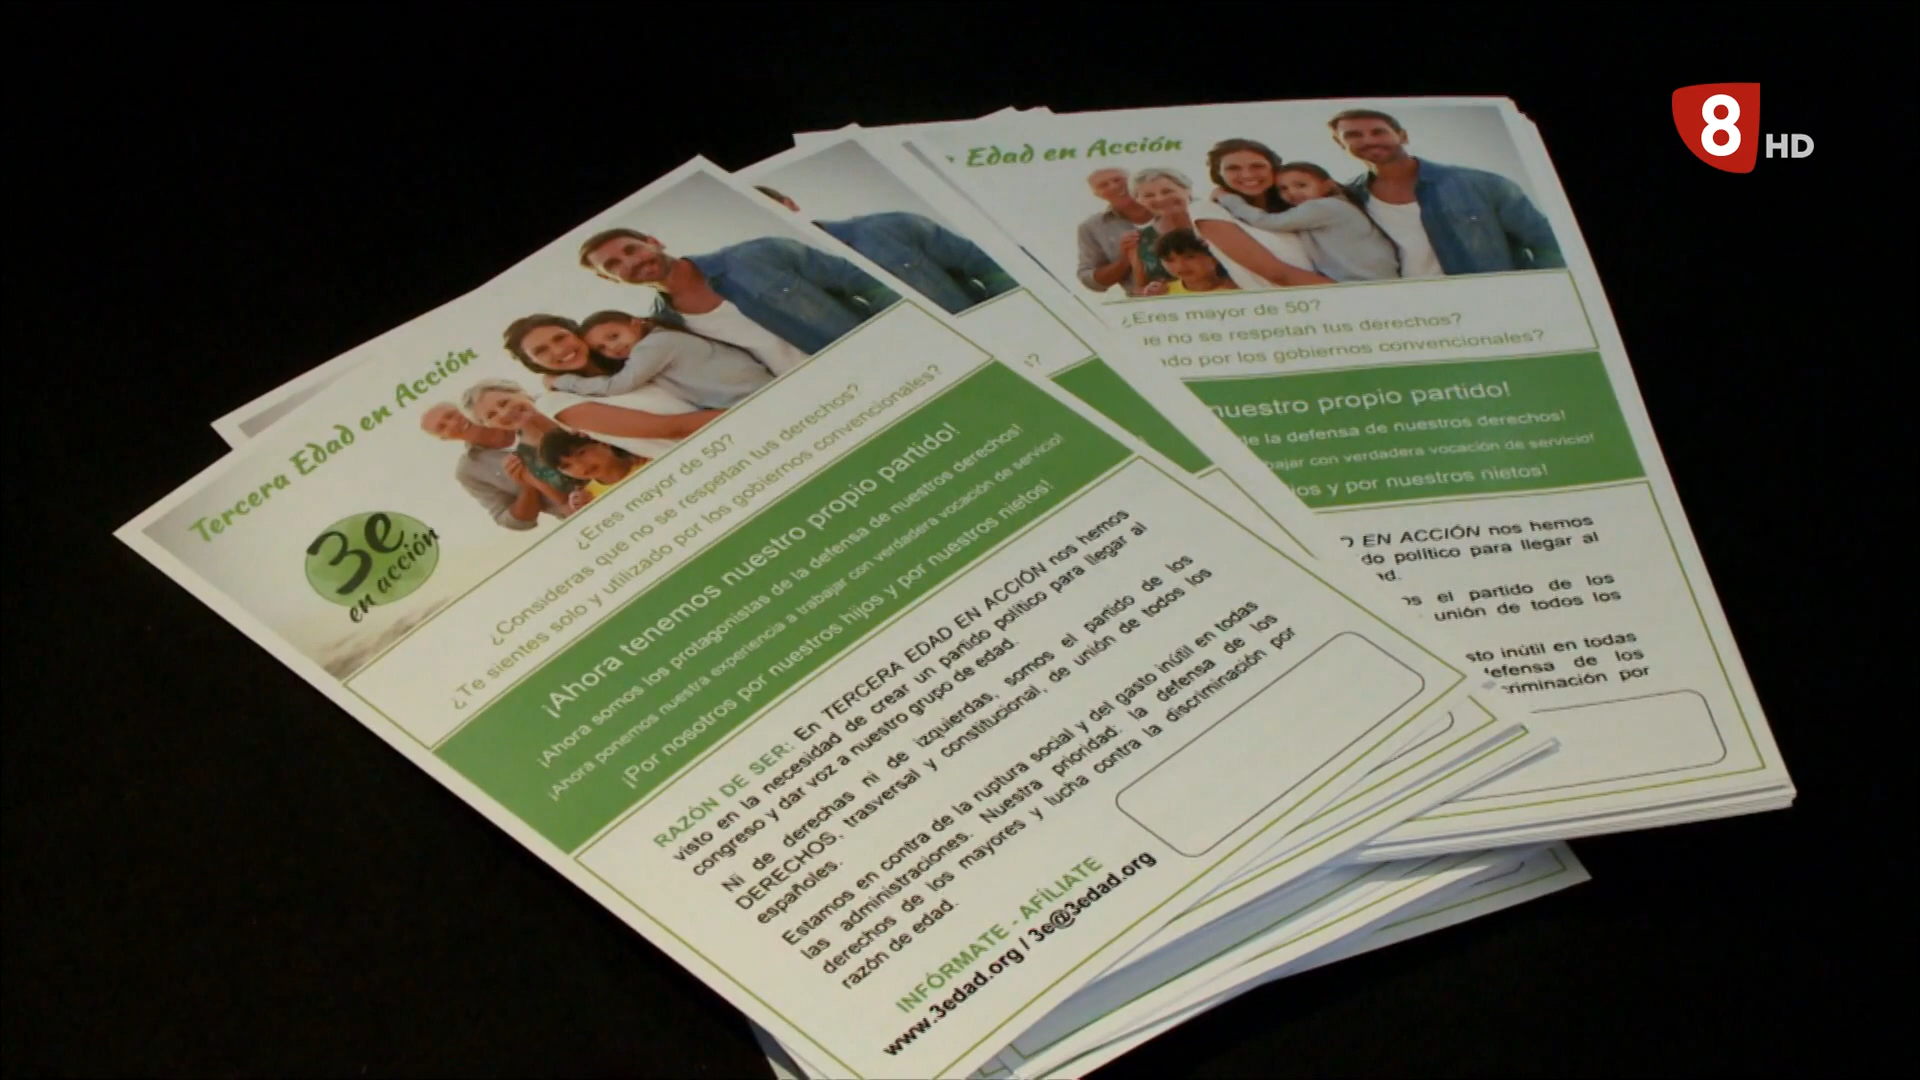 8 HD
Tercera Edad en Acción
3e
en acción
¿Eres mayor de 50?
¿Consideras que no se respetan tus derechos?
¿Te sientes solo y utilizado por los gobiernos convencionales?
¡Ahora tenemos nuestro propio partido!
¡Ahora somos los protagonistas de la defensa de nuestros derechos!
¡Ahora ponemos nuestra experiencia a trabajar con verdadera vocación de servicio!
¡Por nosotros por nuestros hijos y por nuestros nietos!
RAZÓN DE SER: En TERCERA EDAD EN ACCIÓN nos hemos
visto en la necesidad de crear un partido político para llegar al
congreso y dar voz a nuestro grupo de edad.
Ni de derechas ni de izquierdas, somos el partido de los
DERECHOS, trasversal y constitucional, de unión de todos los
españoles.
Estamos en contra de la ruptura social y del gasto inútil en todas
las administraciones. Nuestra prioridad: la defensa de los
derechos de los mayores y lucha contra la discriminación por
razón de edad.
INFÓRMATE - AFÍLIATE
www.3edad.org / 3e@3edad.org
Edad en Acción
¿Eres mayor de 50?
no se respetan tus derechos?
por los gobiernos convencionales?
nuestro propio partido!
de la defensa de nuestros derechos!
con verdadera vocación de servicio!
y por nuestros nietos!
EN ACCIÓN nos hemos
político para llegar al
el partido de los
unión de todos los
inútil en todas
defensa de los
por